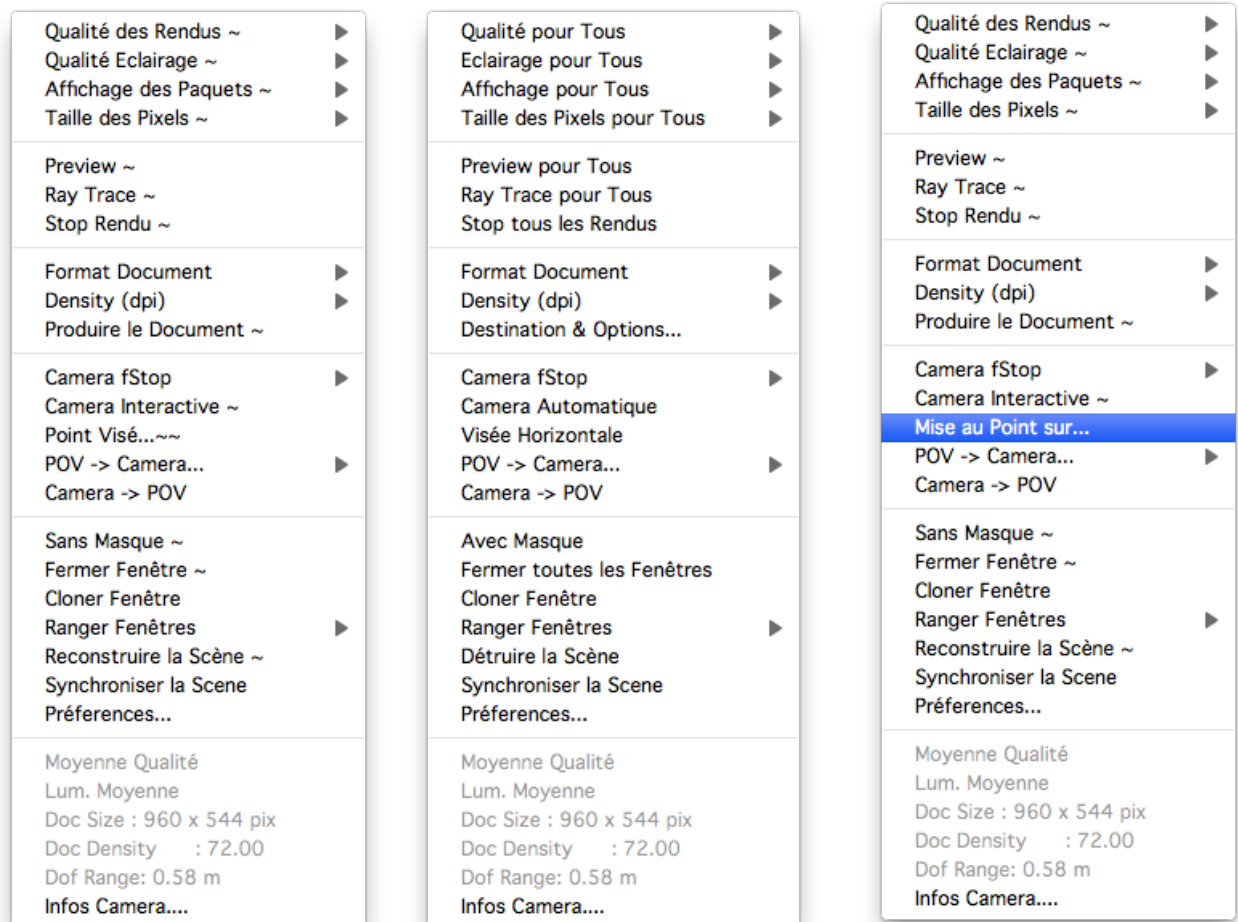 Qualité des Rendus ~
Qualité Eclairage ~
Affichage des Paquets ~
Taille des Pixels ~
Preview ~
Ray Trace ~
Stop Rendu ~
Format Document
Density (dpi)
Produire le Document ~
Camera fStop
Camera Interactive ~
Point Visé...~~
POV -> Camera...
Camera -> POV
Sans Masque ~
Fermer Fenêtre ~
Cloner Fenêtre
Ranger Fenêtres
Reconstruire la Scène ~
Synchroniser la Scene
Préferences...
Moyenne Qualité
Lum. Moyenne
Doc Size : 960 x 544 pix
Doc Density : 72.00
Dof Range: 0.58 m
Infos Camera....
Qualité pour Tous
Eclairage pour Tous
Affichage pour Tous
Taille des Pixels pour Tous
Preview pour Tous
Ray Trace pour Tous
Stop tous les Rendus
Format Document
Density (dpi)
Destination & Options...
Camera fStop
Camera Automatique
Visée Horizontale
POV -> Camera...
Camera -> POV
Avec Masque
Fermer toutes les Fenêtres
Cloner Fenêtre
Ranger Fenêtres
Détruire la Scène
Synchroniser la Scene
Préferences...
Moyenne Qualité
Lum. Moyenne
Doc Size : 960 x 544 pix
Doc Density : 72.00
Dof Range: 0.58 m
Infos Camera....
Qualité des Rendus ~
Qualité Eclairage ~
Affichage des Paquets ~
Taille des Pixels ~
Preview ~
Ray Trace ~
Stop Rendu ~
Format Document
Density (dpi)
Produire le Document ~
Camera fStop
Camera Interactive ~
Mise au Point sur...
POV -> Camera...
Camera -> POV
Sans Masque ~
Fermer Fenêtre ~
Cloner Fenêtre
Ranger Fenêtres
Reconstruire la Scène ~
Synchroniser la Scene
Préferences...
Moyenne Qualité
Lum. Moyenne
Doc Size : 960 x 544 pix
Doc Density : 72.00
Dof Range: 0.58 m
Infos Camera....